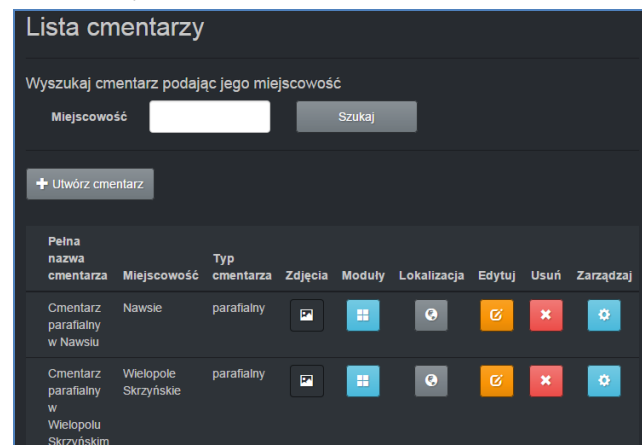 Lista cmentarzy
Wyszukaj cmentarz podając jego miejscowość
Miejscowość Szukaj
Utwórz cmentarz
Pełna
nazwa Typ
cmentarza Miejscowość cmentarza Zdjęcia Moduły Lokalizacja Edytuj Usuń Zarządzaj
Cmentarz Nawsie parafialny
parafialny
w Nawsiu
Cmentarz Wielopole parafialny
parafialny Skrzyńskie
w
Wielopolu
Skrzyńskim